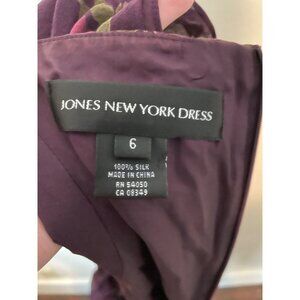 JONES NEW YORK DRESS
6
100% SILK
MADE IN CHINA
RN 54050
CA 08349